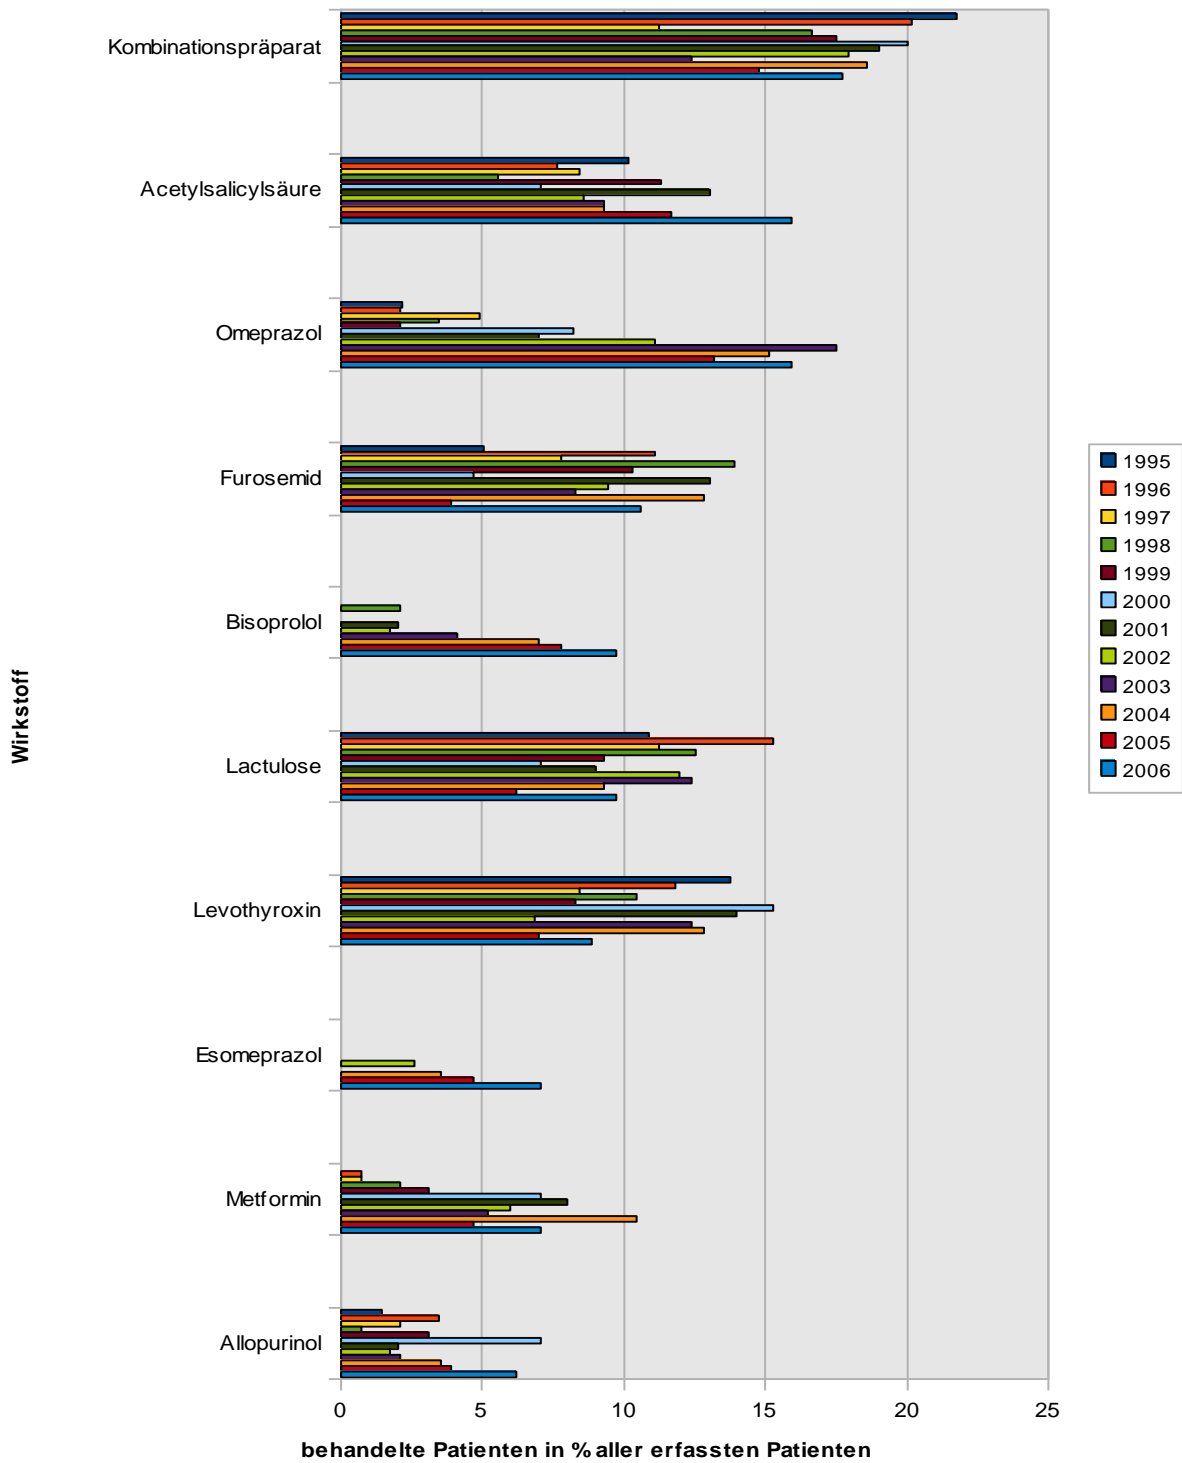 Kombinationspräparat
Acetylsalicylsäure
Omeprazol
Furosemid
Bisoprolol
Lactulose
Levothyroxin
Esomeprazol
Metformin
Allopurinol
Wirkstoff
0 5 10 15 20 25
behandelte Patienten in % aller erfassten Patienten
1995
1996
1997
1998
1999
2000
2001
2002
2003
2004
2005
2006